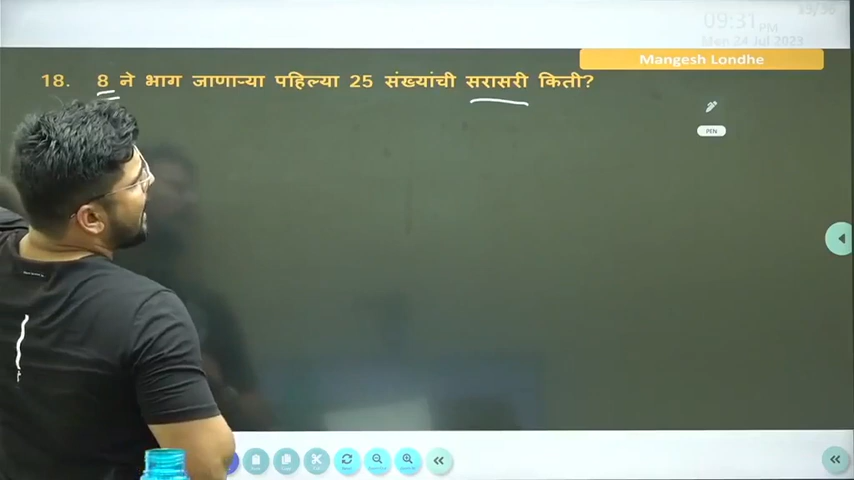 09:31 PM
Mon 24 Jul 2023
Mangesh Londhe
18. 8 ने भाग जाणाऱ्या पहिल्या 25 संख्यांची सरासरी किती?
PEN